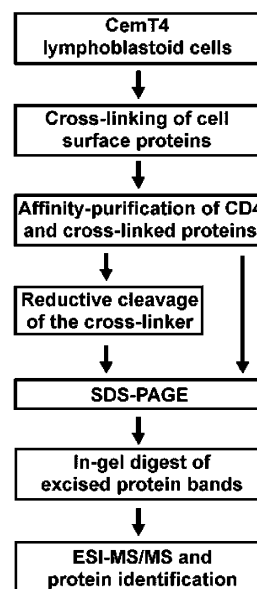 CemT4
lymphoblastoid cells
Cross-linking of cell
surface proteins
Affinity-purification of CD4
and cross-linked proteins
Reductive cleavage
of the cross-linker
SDS-PAGE
In-gel digest of
excised protein bands
ESI-MS/MS and
protein identification